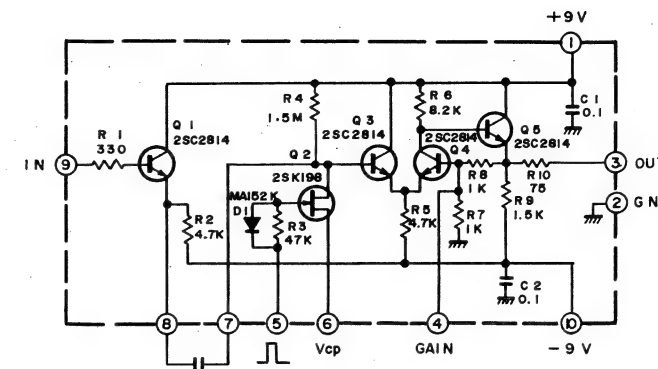 +9V
1
R4
1.5M
R6
8.2K
C1
0.1
Q1
2SC2814
Q3
2SC2814
Q5
2SC2814
2SC2814
Q4
R1
330
IN
9
Q2
2SK198
R8
1K
R10
75
3
OU
2
GN
MA152K
D1
R3
47K
R2
4.7K
R5
4.7K
R7
1K
R9
1.5K
C2
0.1
8
7
5
6
4
10
Vcp
GAIN
-9V